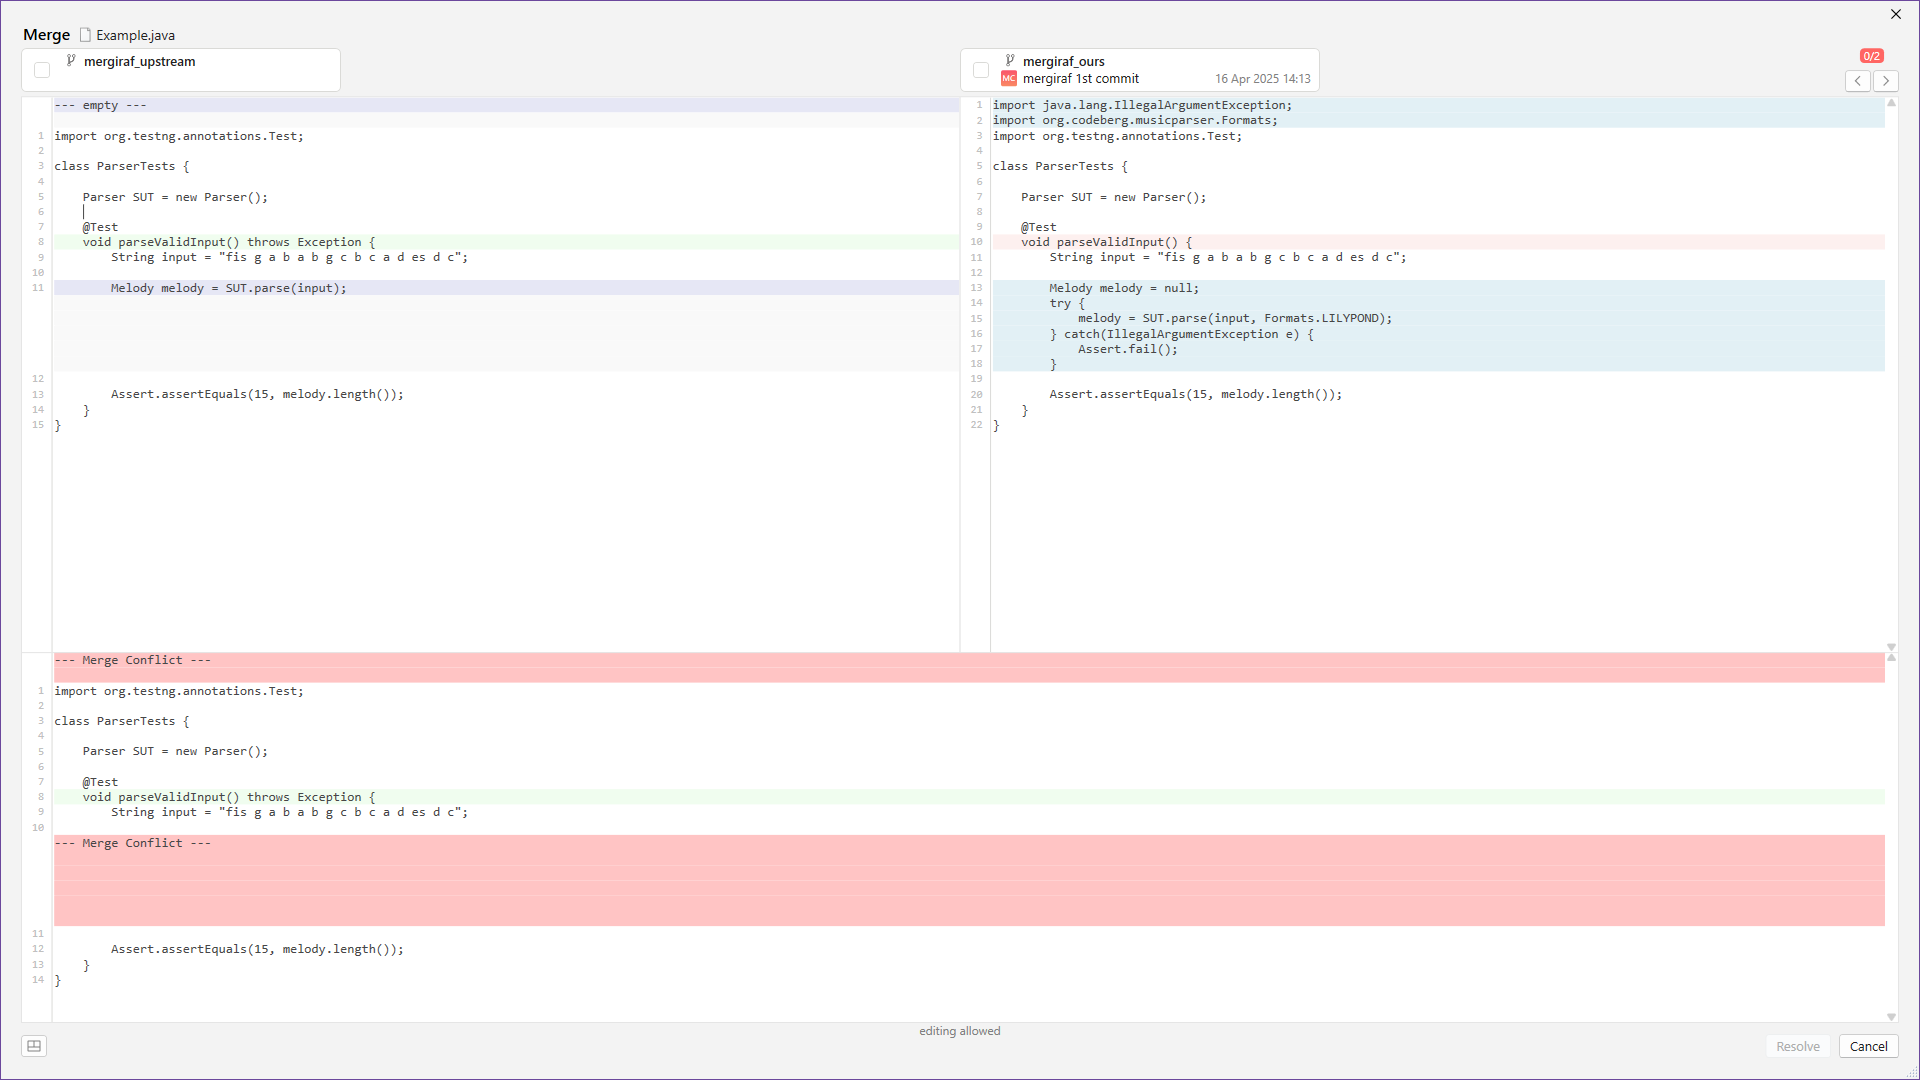 Merge Example.java
mergiraf_upstream
mergiraf_ours
MC mergiraf 1st commit 16 Apr 2025 14:13
0/2
--- empty ---
1 import org.testng.annotations.Test;
2
3 class ParserTests {
4
5     Parser SUT = new Parser();
6
7     @Test
8     void parseValidInput() throws Exception {
9         String input = "fis g a b a b g c b c a d es d c";
10
11         Melody melody = SUT.parse(input);
12
13         Assert.assertEquals(15, melody.length());
14     }
15 }
1 import java.lang.IllegalArgumentException;
2 import org.codeberg.musicparser.Formats;
3 import org.testng.annotations.Test;
4
5 class ParserTests {
6
7     Parser SUT = new Parser();
8
9     @Test
10     void parseValidInput() {
11         String input = "fis g a b a b g c b c a d es d c";
12
13         Melody melody = null;
14         try {
15             melody = SUT.parse(input, Formats.LILYPOND);
16         } catch(IllegalArgumentException e) {
17             Assert.fail();
18         }
19
20         Assert.assertEquals(15, melody.length());
21     }
22 }
--- Merge Conflict ---
1 import org.testng.annotations.Test;
2
3 class ParserTests {
4
5     Parser SUT = new Parser();
6
7     @Test
8     void parseValidInput() throws Exception {
9         String input = "fis g a b a b g c b c a d es d c";
10
--- Merge Conflict ---
11
12         Assert.assertEquals(15, melody.length());
13     }
14 }
editing allowed
Resolve Cancel